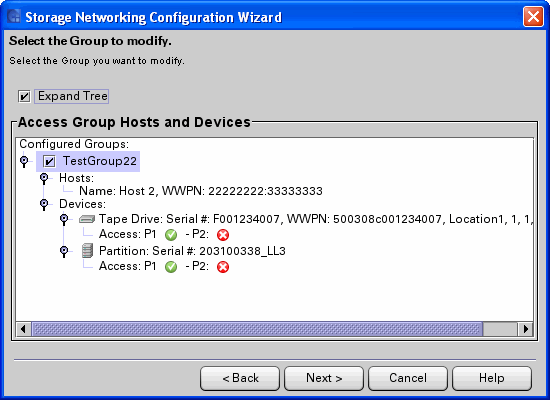 Storage Networking Configuration Wizard
Select the Group to modify.
Select the Group you want to modify.
Expand Tree
Access Group Hosts and Devices
Configured Groups:
TestGroup22
Hosts:
Name: Host 2, WWPN: 22222222:33333333
Devices:
Tape Drive: Serial #: F001234007, WWPN: 500308c001234007, Location1, 1, 1,
Access: P1 - P2:
Partition: Serial #: 203100338_LL3
Access: P1 - P2:
< Back Next > Cancel Help